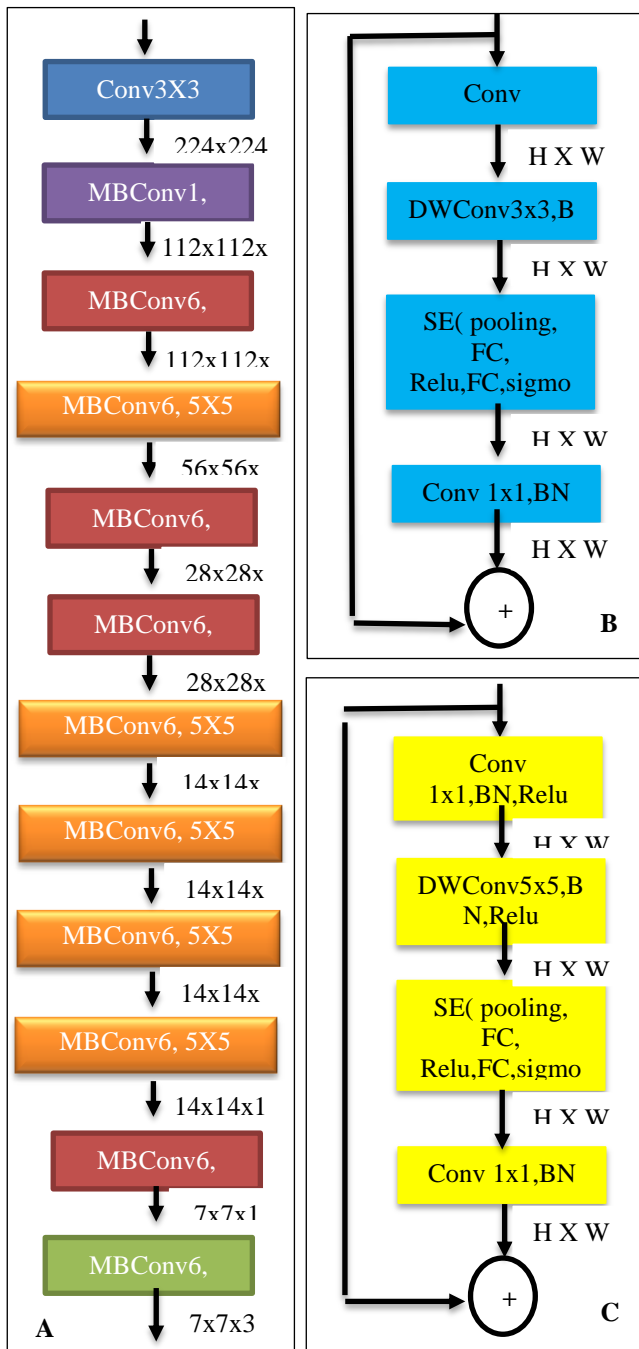 Conv3X3
224x224
MBConv1,
112x112x
MBConv6,
112x112x
MBConv6, 5X5
56x56x
MBConv6,
28x28x
MBConv6,
28x28x
MBConv6, 5X5
14x14x
MBConv6, 5X5
14x14x
MBConv6, 5X5
14x14x
MBConv6, 5X5
14x14x1
MBConv6,
7x7x1
MBConv6,
7x7x3
A
Conv
H X W
DWConv3x3,B
H X W
SE( pooling,
FC,
Relu,FC,sigmo
H X W
Conv 1x1,BN
H X W
+
B
Conv
1x1,BN,Relu
H X W
DWConv5x5,B
N,Relu
H X W
SE( pooling,
FC,
Relu,FC,sigmo
H X W
Conv 1x1,BN
H X W
+
C